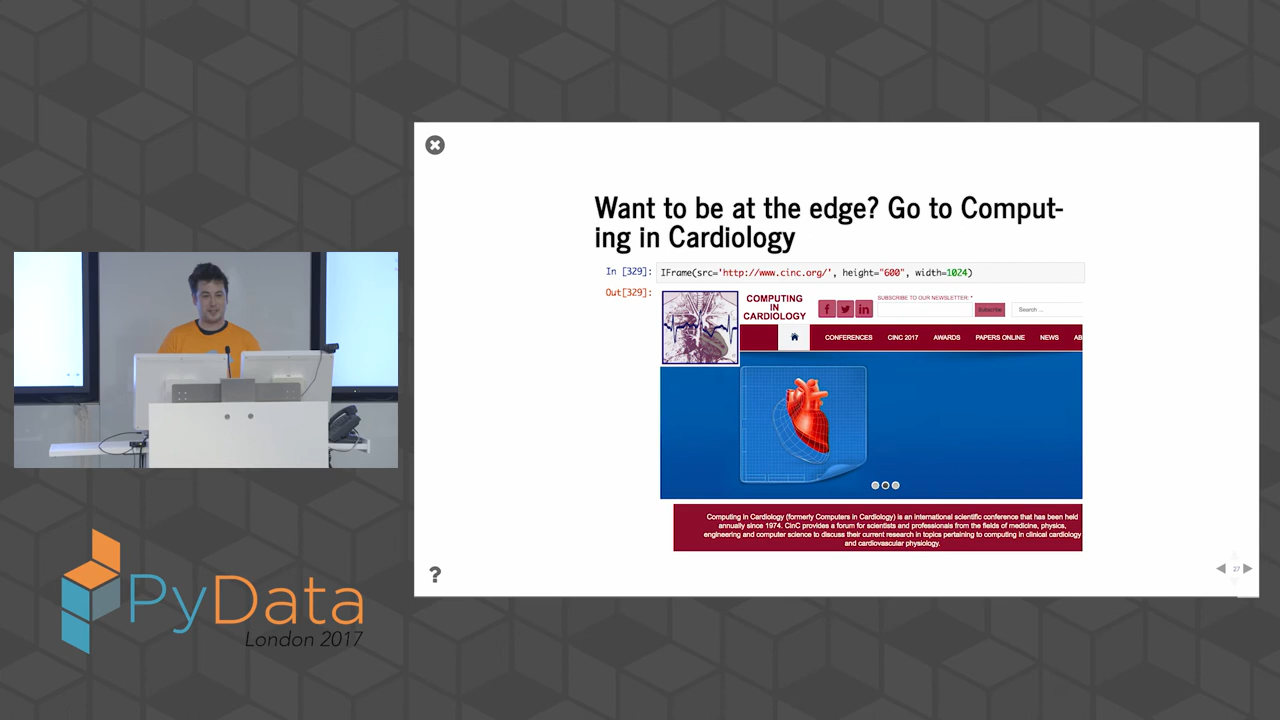 Want to be at the edge? Go to Comput-
ing in Cardiology
In [329]: IFrame(src='http://www.cinc.org/', height="600", width=1024)
Out[329]:
COMPUTING
IN
CARDIOLOGY
SUBSCRIBE TO OUR NEWSLETTER: *
Subscribe
Search ...
CONFERENCES CINC 2017 AWARDS PAPERS ONLINE NEWS AB
Computing in Cardiology (formerly Computers in Cardiology) is an international scientific conference that has been held
annually since 1974. CinC provides a forum for scientists and professionals from the fields of medicine, physics,
engineering and computer science to discuss their current research in topics pertaining to computing in clinical cardiology
and cardiovascular physiology.
27
PyData
London 2017